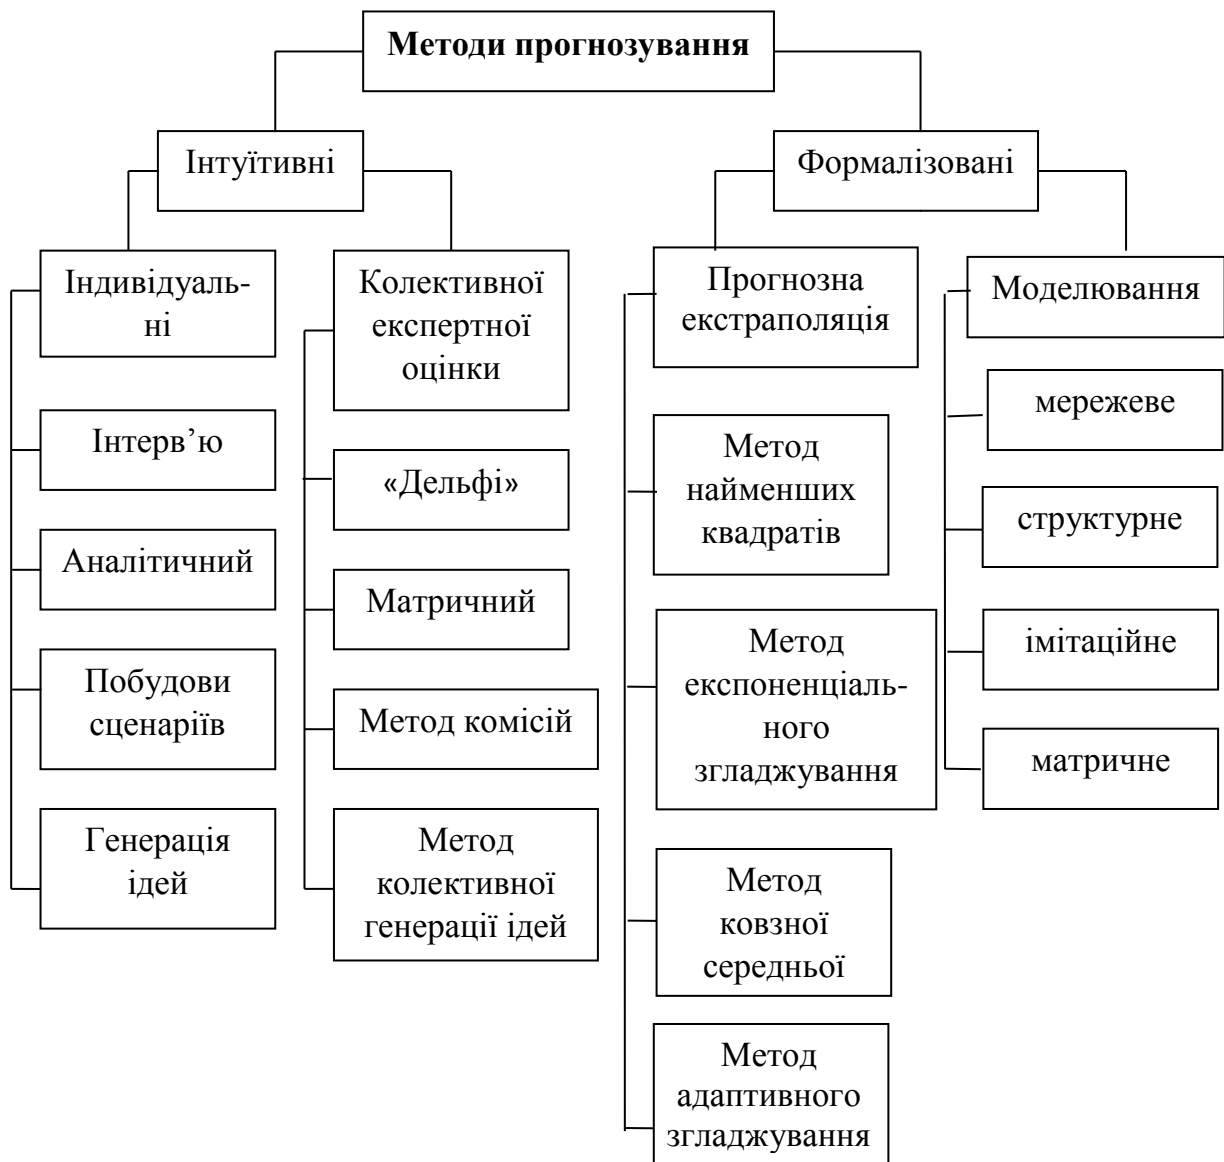 Методи прогнозування
Інтуїтивні
Формалізовані
Індивідуаль-
ні
Інтерв’ю
Аналітичний
Побудови
сценаріїв
Генерація
ідей
Колективної
експертної
оцінки
«Дельфі»
Матричний
Метод комісій
Метод
колективної
генерації ідей
Прогнозна
екстраполяція
Метод
найменших
квадратів
Метод
експоненціаль-
ного
згладжування
Метод
ковзної
середньої
Метод
адаптивного
згладжування
Моделювання
мережеве
структурне
імітаційне
матричне